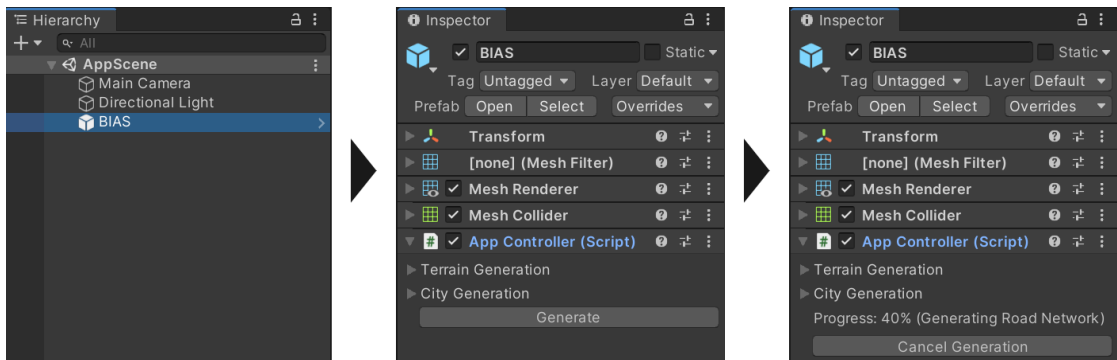 Hierarchy
All
AppScene
Main Camera
Directional Light
BIAS
Inspector
BIAS
Static
Tag Untagged Layer Default
Prefab Open Select Overrides
Transform
[none] (Mesh Filter)
Mesh Renderer
Mesh Collider
# App Controller (Script)
Terrain Generation
City Generation
Generate
Inspector
BIAS
Static
Tag Untagged Layer Default
Prefab Open Select Overrides
Transform
[none] (Mesh Filter)
Mesh Renderer
Mesh Collider
# App Controller (Script)
Terrain Generation
City Generation
Progress: 40% (Generating Road Network)
Cancel Generation